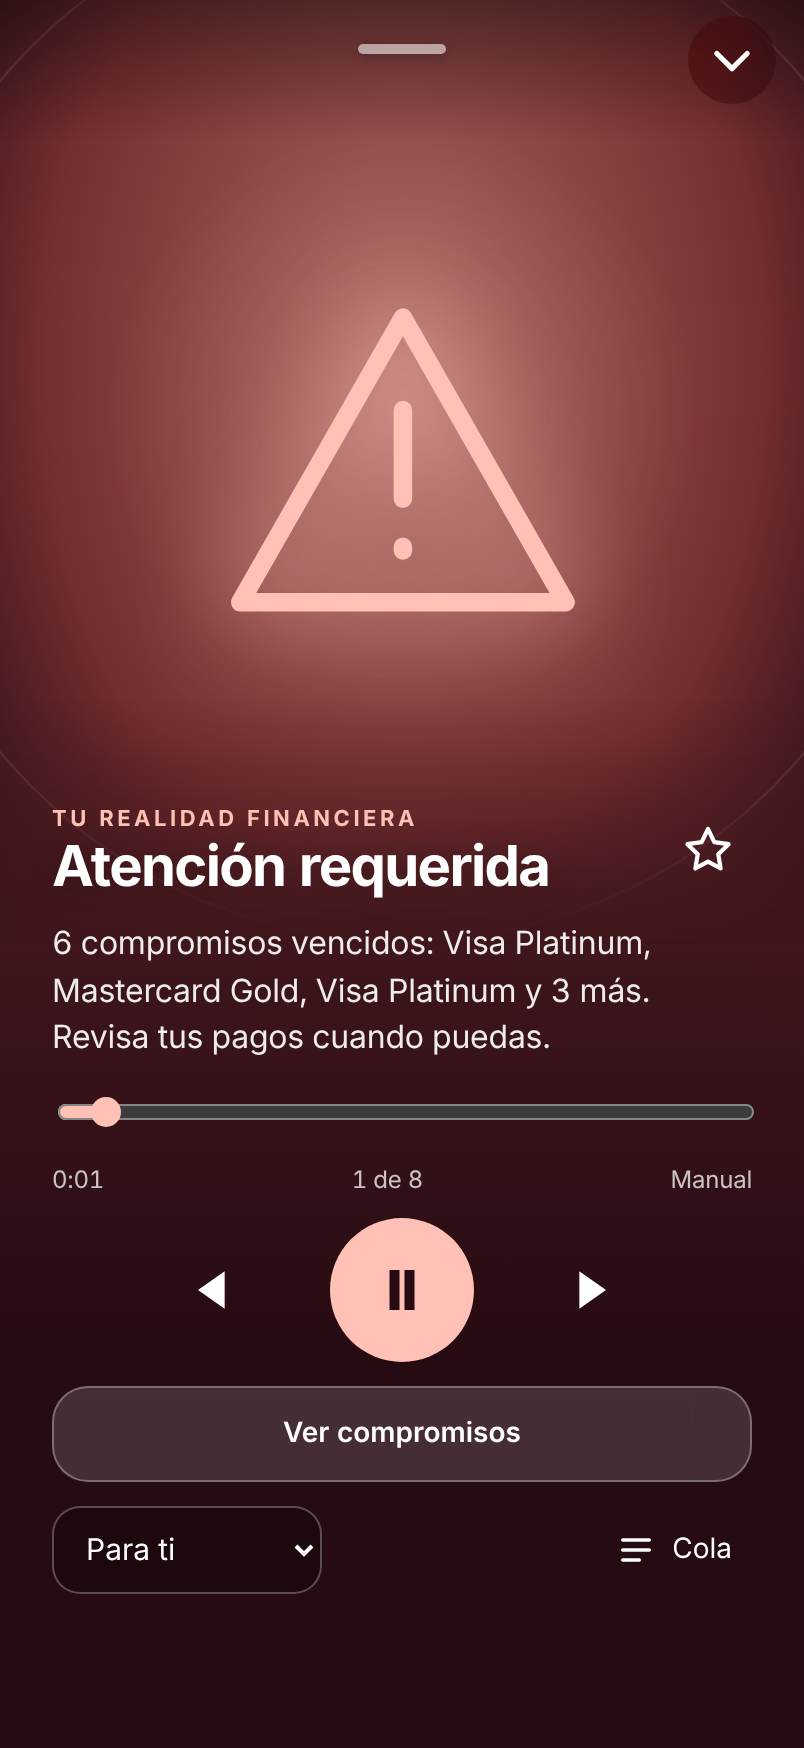 TU REALIDAD FINANCIERA
Atención requerida
6 compromisos vencidos: Visa Platinum,
Mastercard Gold, Visa Platinum y 3 más.
Revisa tus pagos cuando puedas.
0:01
1 de 8
Manual
Ver compromisos
Para ti
Cola